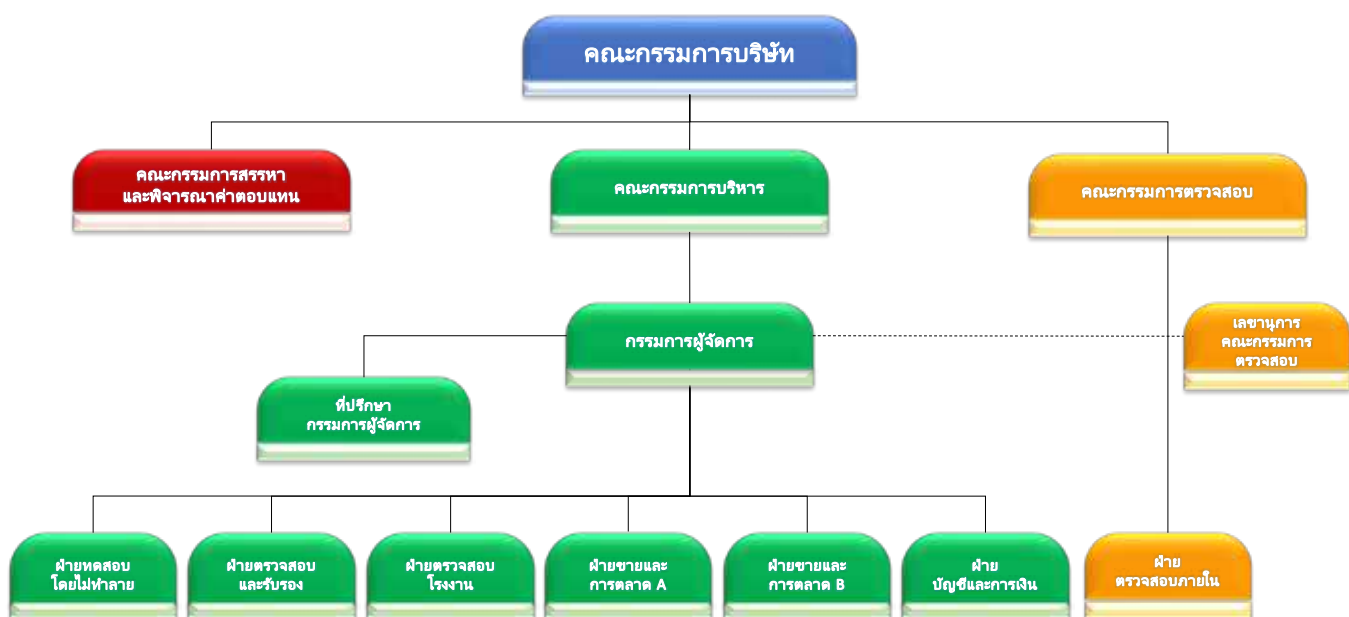 คณะกรรมการบริษัท
คณะกรรมการสรรหา
และพิจารณาค่าตอบแทน
คณะกรรมการบริหาร
คณะกรรมการตรวจสอบ
กรรมการผู้จัดการ
เลขานุการ
คณะกรรมการ
ตรวจสอบ
ที่ปรึกษา
กรรมการผู้จัดการ
ฝ่ายทดสอบ
โดยไม่ทำลาย
ฝ่ายตรวจสอบ
และรับรอง
ฝ่ายตรวจสอบ
โรงงาน
ฝ่ายขายและ
การตลาด A
ฝ่ายขายและ
การตลาด B
ฝ่าย
บัญชีและการเงิน
ฝ่าย
ตรวจสอบภายใน